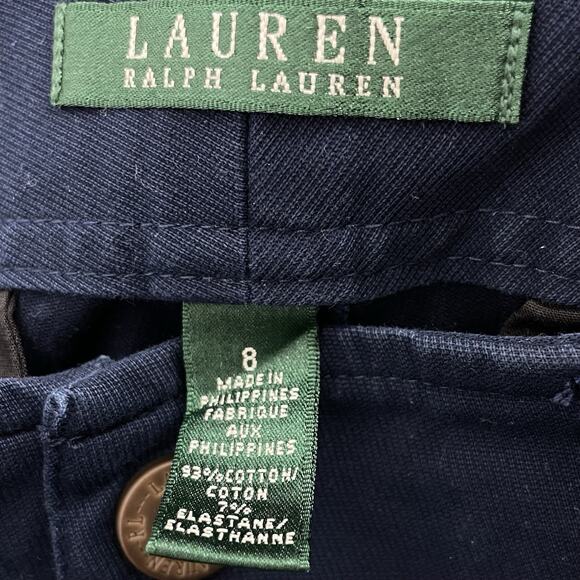 LAUREN
RALPH LAUREN
8
MADE IN
PHILIPPINES
FABRIQUE
AUX
PHILIPPINES
93%COTTON/
COTON
7%
ELASTANE/
ELASTHANNE